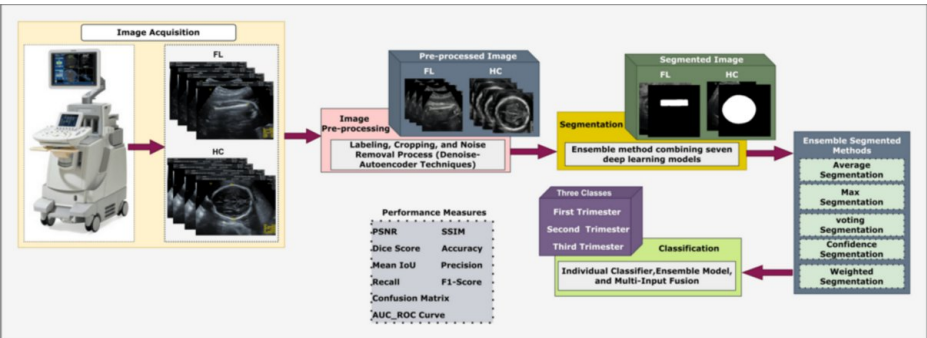 Image Acquisition
FL
HC
Pre-processed Image
FL HC
Image
Pre-processing
Labeling, Cropping, and Noise
Removal Process (Denoise-
Autoencoder Techniques)
Segmented Image
FL HC
Segmentation
Ensemble method combining seven
deep learning models
Ensemble Segmented
Methods
Average
Segmentation
Max
Segmentation
voting
Segmentation
Confidence
Segmentation
Weighted
Segmentation
Three Classes
First Trimester
Second Trimester
Third Trimester
Classification
Individual Classifier,Ensemble Model,
and Multi-Input Fusion
Performance Measures
PSNR SSIM
Dice Score Accuracy
Mean IoU Precision
Recall F1-Score
Confusion Matrix
AUC_ROC Curve